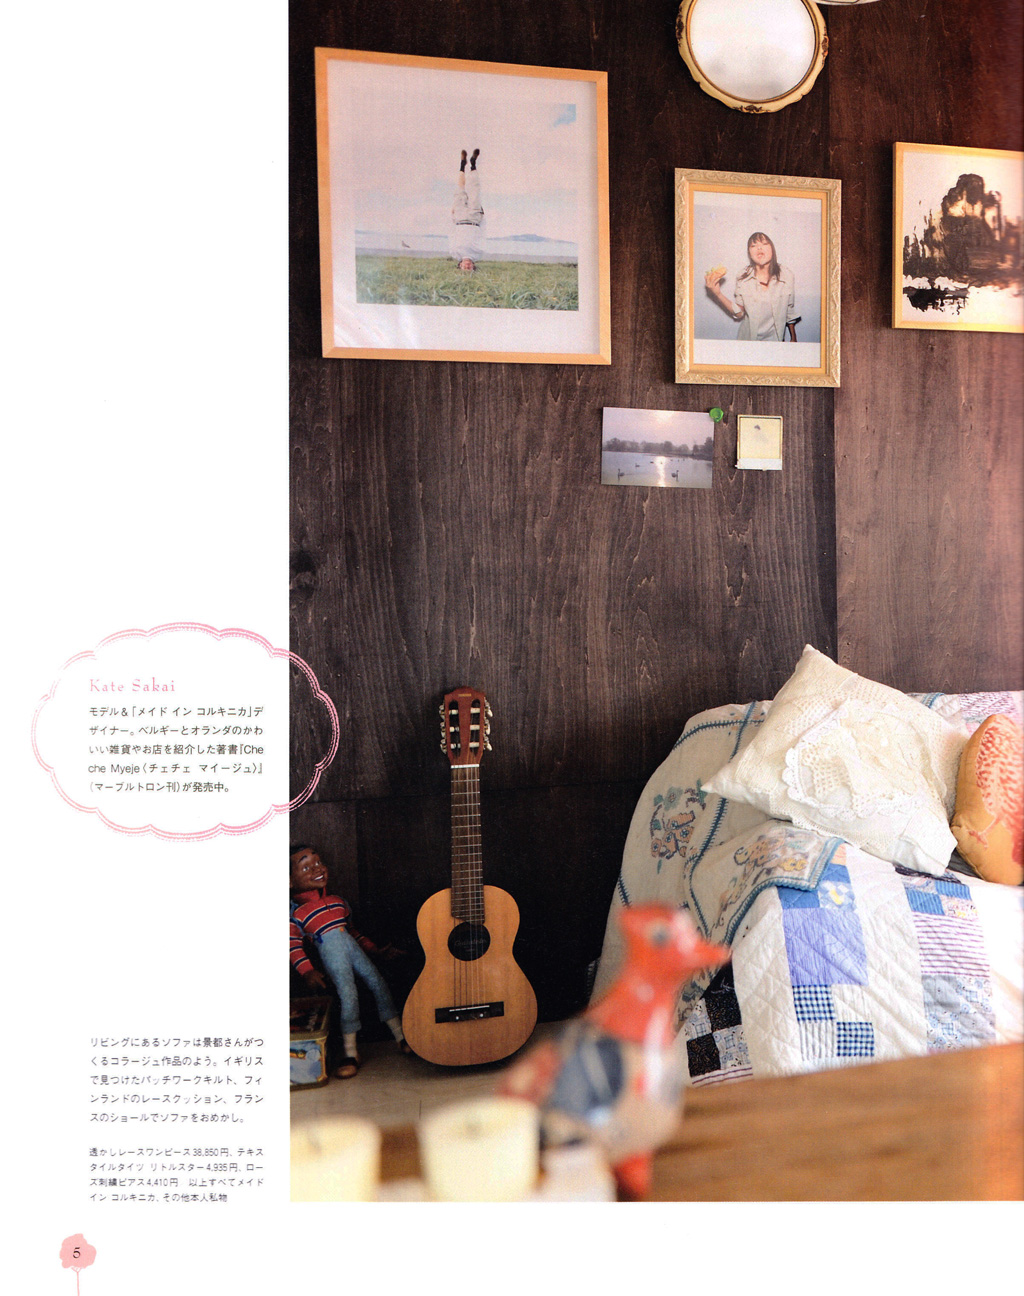 Kate Sakai
モデル&「メイド イン コルキニカ」デ
ザイナー。ベルギーとオランダのかわ
いい雑貨やお店を紹介した著書『Che
che Myeje〈チェチェ マイージュ〉』
(マーブルトロン刊)が発売中。
リビングにあるソファは景都さんがつ
くるコラージュ作品のよう。イギリス
で見つけたパッチワークキルト、フィ
ンランドのレースクッション、フラン
スのショールでソファをおめかし。
透かしレースワンピース38,850円、テキス
タイルタイツ リトルスター4,935円、ロー
ズ刺繍ピアス4,410円 以上すべてメイド
イン コルキニカ、その他本人私物
5